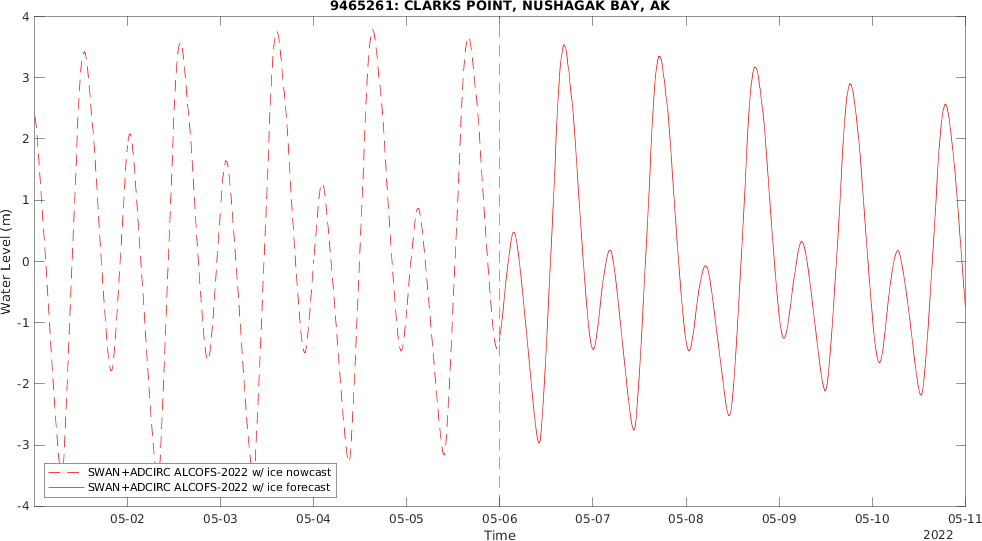 9465261: CLARKS POINT, NUSHAGAK BAY, AK
4
3
2
1
0
-1
-2
-3
-4
Water Level (m)
SWAN+ADCIRC ALCOFS-2022 w/ ice nowcast
SWAN+ADCIRC ALCOFS-2022 w/ ice forecast
05-02 05-03 05-04 05-05 05-06 05-07 05-08 05-09 05-10 05-11
Time
2022